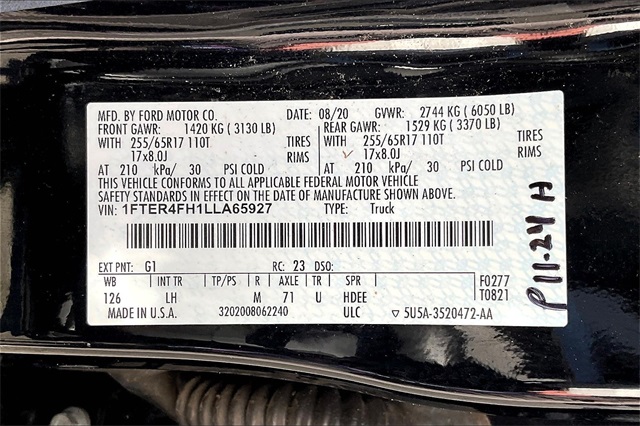 MFD. BY FORD MOTOR CO. DATE: 08/20 GVWR: 2744 KG ( 6050 LB)
FRONT GAWR: 1420 KG ( 3130 LB) REAR GAWR: 1529 KG ( 3370 LB)
WITH 255/65R17 110T TIRES WITH 255/65R17 110T TIRES
17x8.0J RIMS 17x8.0J RIMS
AT 210 kPa/ 30 PSI COLD AT 210 kPa/ 30 PSI COLD
THIS VEHICLE CONFORMS TO ALL APPLICABLE FEDERAL MOTOR VEHICLE
SAFETY STANDARDS IN EFFECT ON THE DATE OF MANUFACTURE SHOWN ABOVE.
VIN: 1FTER4FH1LLA65927 TYPE: Truck
EXT PNT: G1 RC: 23 DSO:
WB INT TR TP/PS R AXLE TR SPR F0277
126 LH M 71 U HDEE T0821
MADE IN U.S.A. 3202008062240 ULC ▽ 5U5A-3520472-AA
P11-24 A